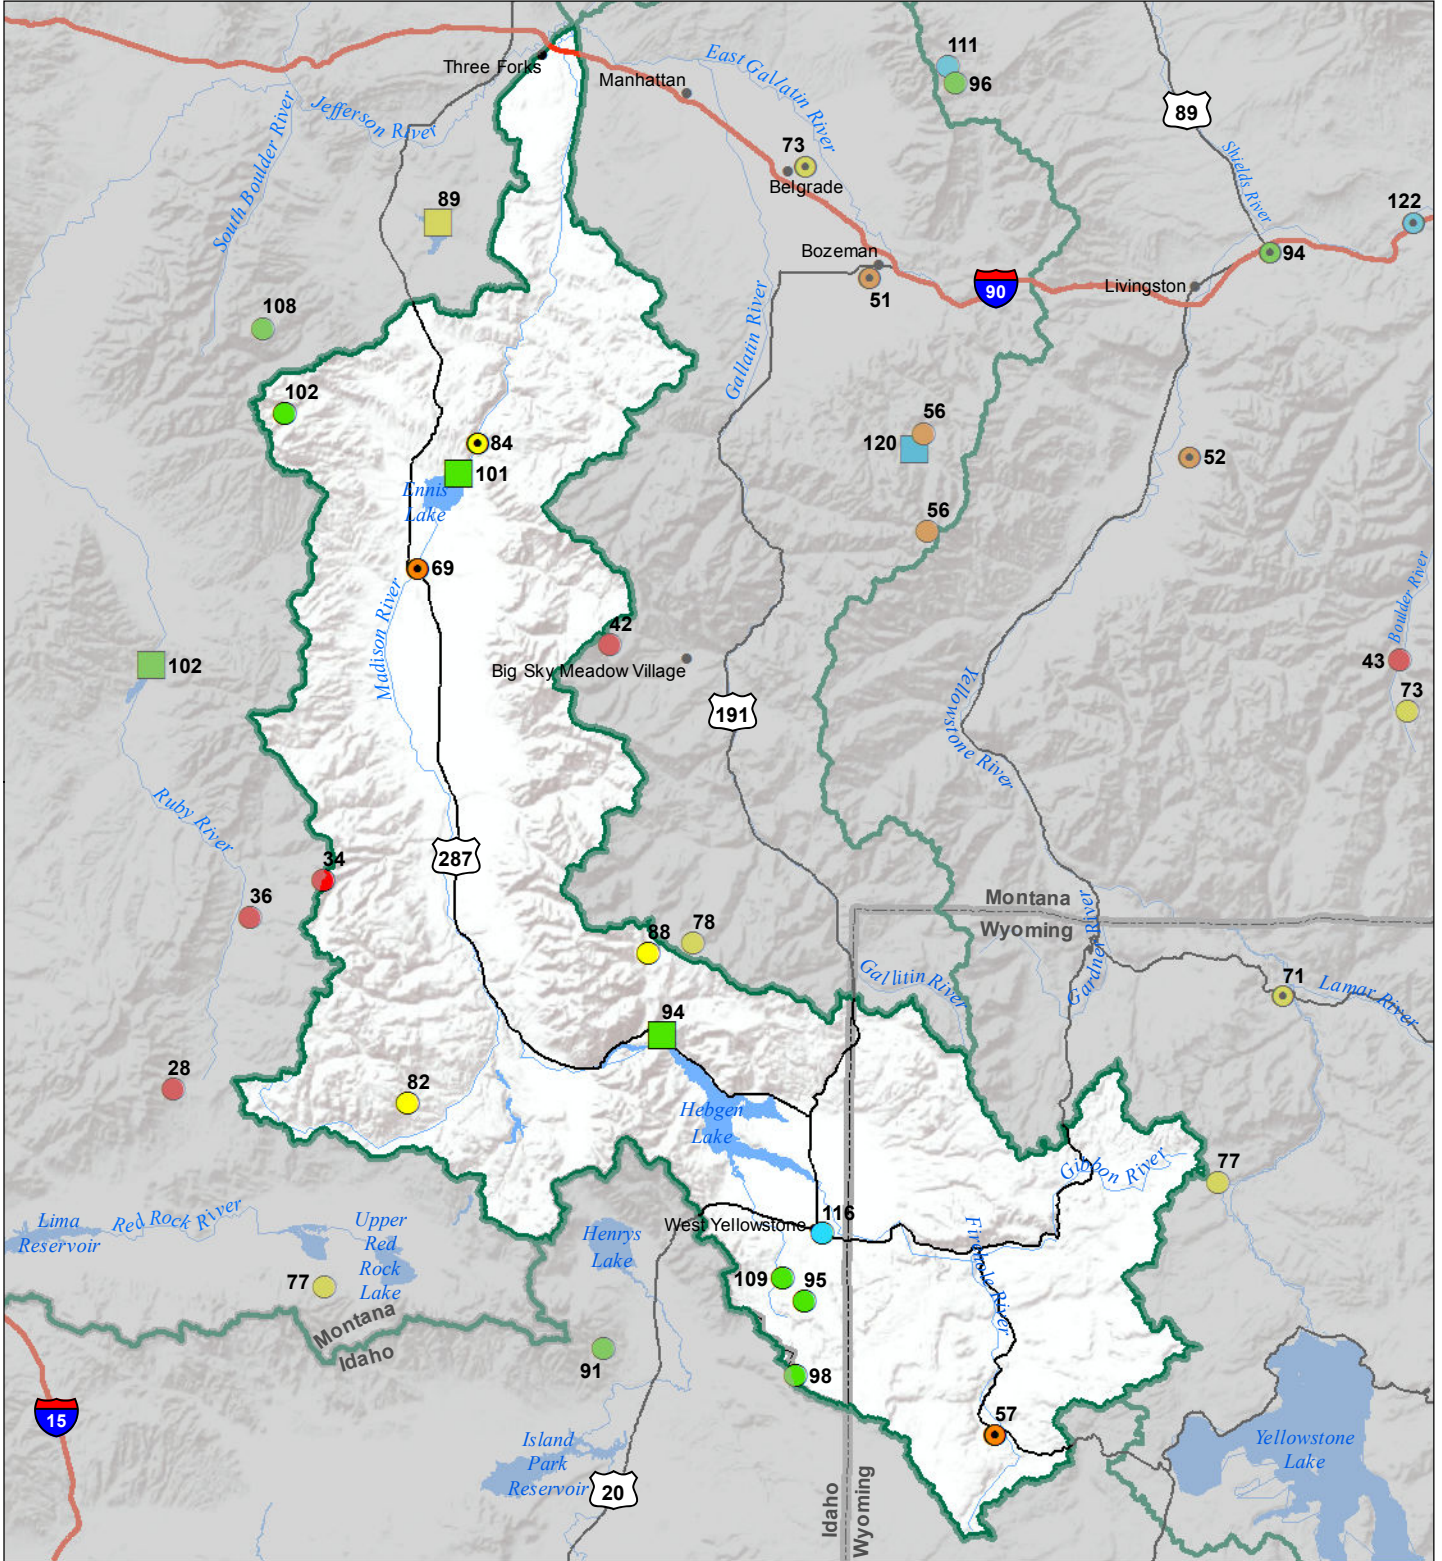 111
96
Three Forks
Manhattan
East Gallatin River
89
Jefferson River
South Boulder River
73
Belgrade
Shields River
89
122
Bozeman
94
51
90
Livingston
108
Gallatin River
102
56
84
120
52
101
Ennis
Lake
56
69
Madison River
Boulder River
42
Big Sky Meadow Village
43
102
73
191
Yellowstone River
Ruby River
34
287
36
Montana
Wyoming
88
78
Gardner River
Gallitin River
71
Lamar River
94
28
82
Hebgen
Lake
Gibbon River
77
Lima
Reservoir
Red Rock River
Upper
Red
Rock
Lake
Henrys
Lake
West Yellowstone
116
Firehole River
109
95
77
Montana
Idaho
91
98
15
57
Island
Park
Reservoir
20
Yellowstone
Lake
Idaho
Wyoming